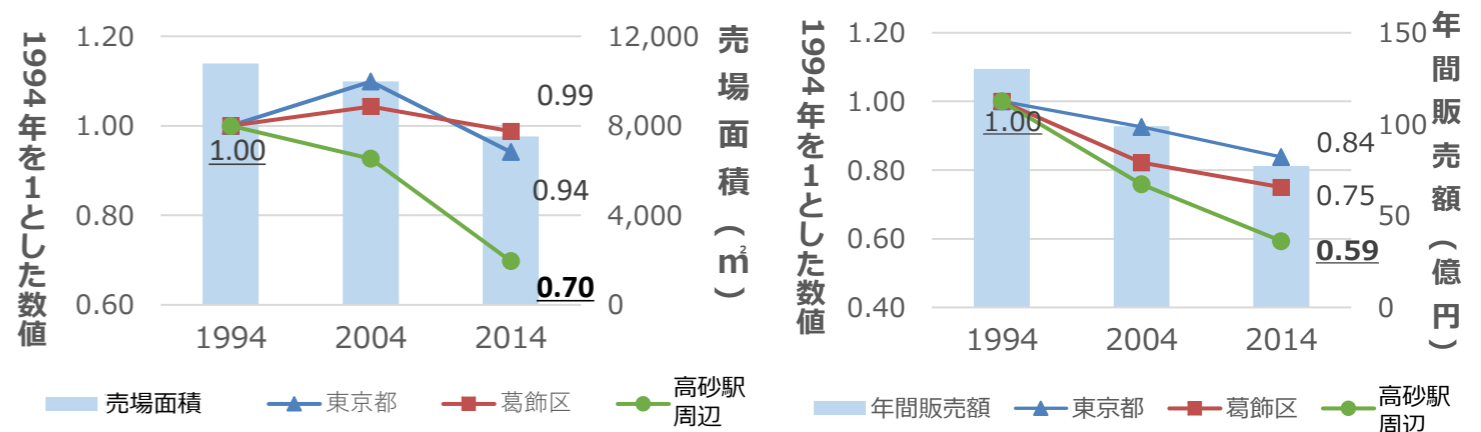 1994年を1とした数値
1.20
1.00
0.80
0.60
12,000
8,000
4,000
0
売場面積(㎡)
1.00
0.99
0.94
0.70
1994 2004 2014
売場面積 東京都 葛飾区 高砂駅
周辺
1994年を1とした数値
1.20
1.00
0.80
0.60
0.40
150
100
50
0
年間販売額(億円)
1.00
0.84
0.75
0.59
1994 2004 2014
年間販売額 東京都 葛飾区 高砂駅
周辺